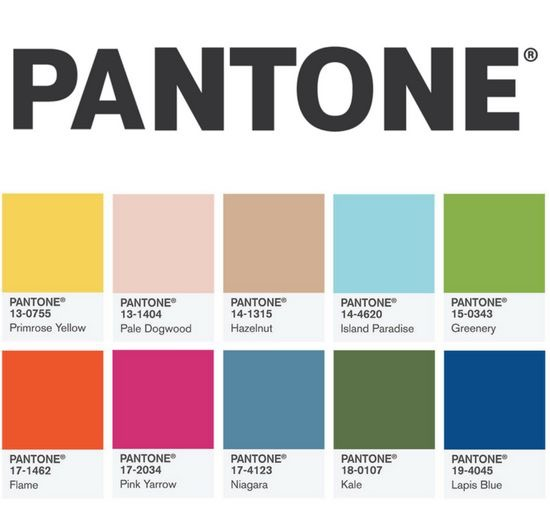 PANTONE®
PANTONE®
13-0755
Primrose Yellow
PANTONE®
13-1404
Pale Dogwood
PANTONE®
14-1315
Hazelnut
PANTONE®
14-4620
Island Paradise
PANTONE®
15-0343
Greenery
PANTONE®
17-1462
Flame
PANTONE®
17-2034
Pink Yarrow
PANTONE®
17-4123
Niagara
PANTONE®
18-0107
Kale
PANTONE®
19-4045
Lapis Blue